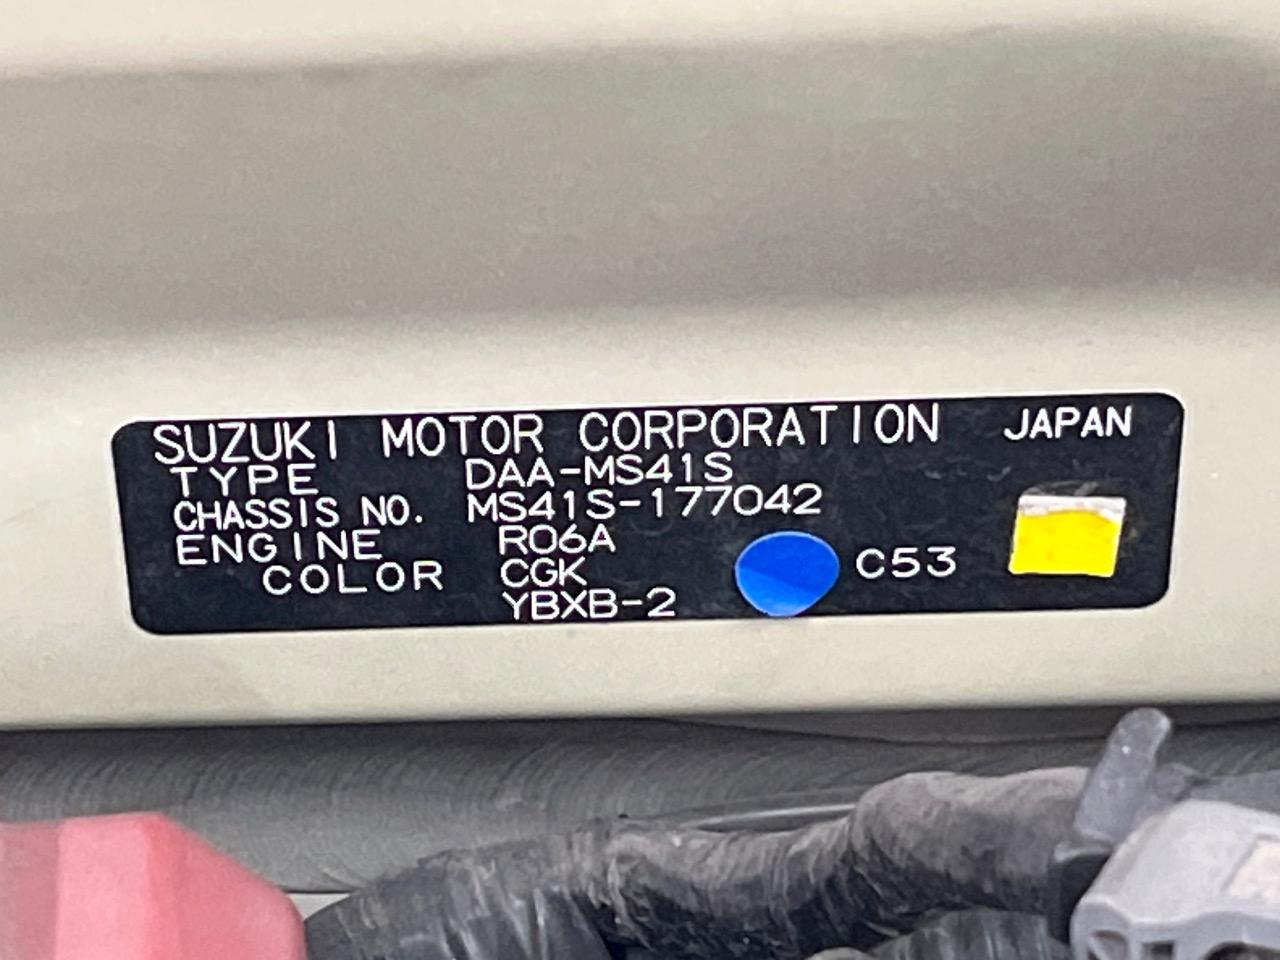 SUZUKI MOTOR CORPORATION JAPAN
TYPE DAA-MS41S
CHASSIS NO. MS41S-177042
ENGINE R06A
COLOR CGK C53
YBXB-2